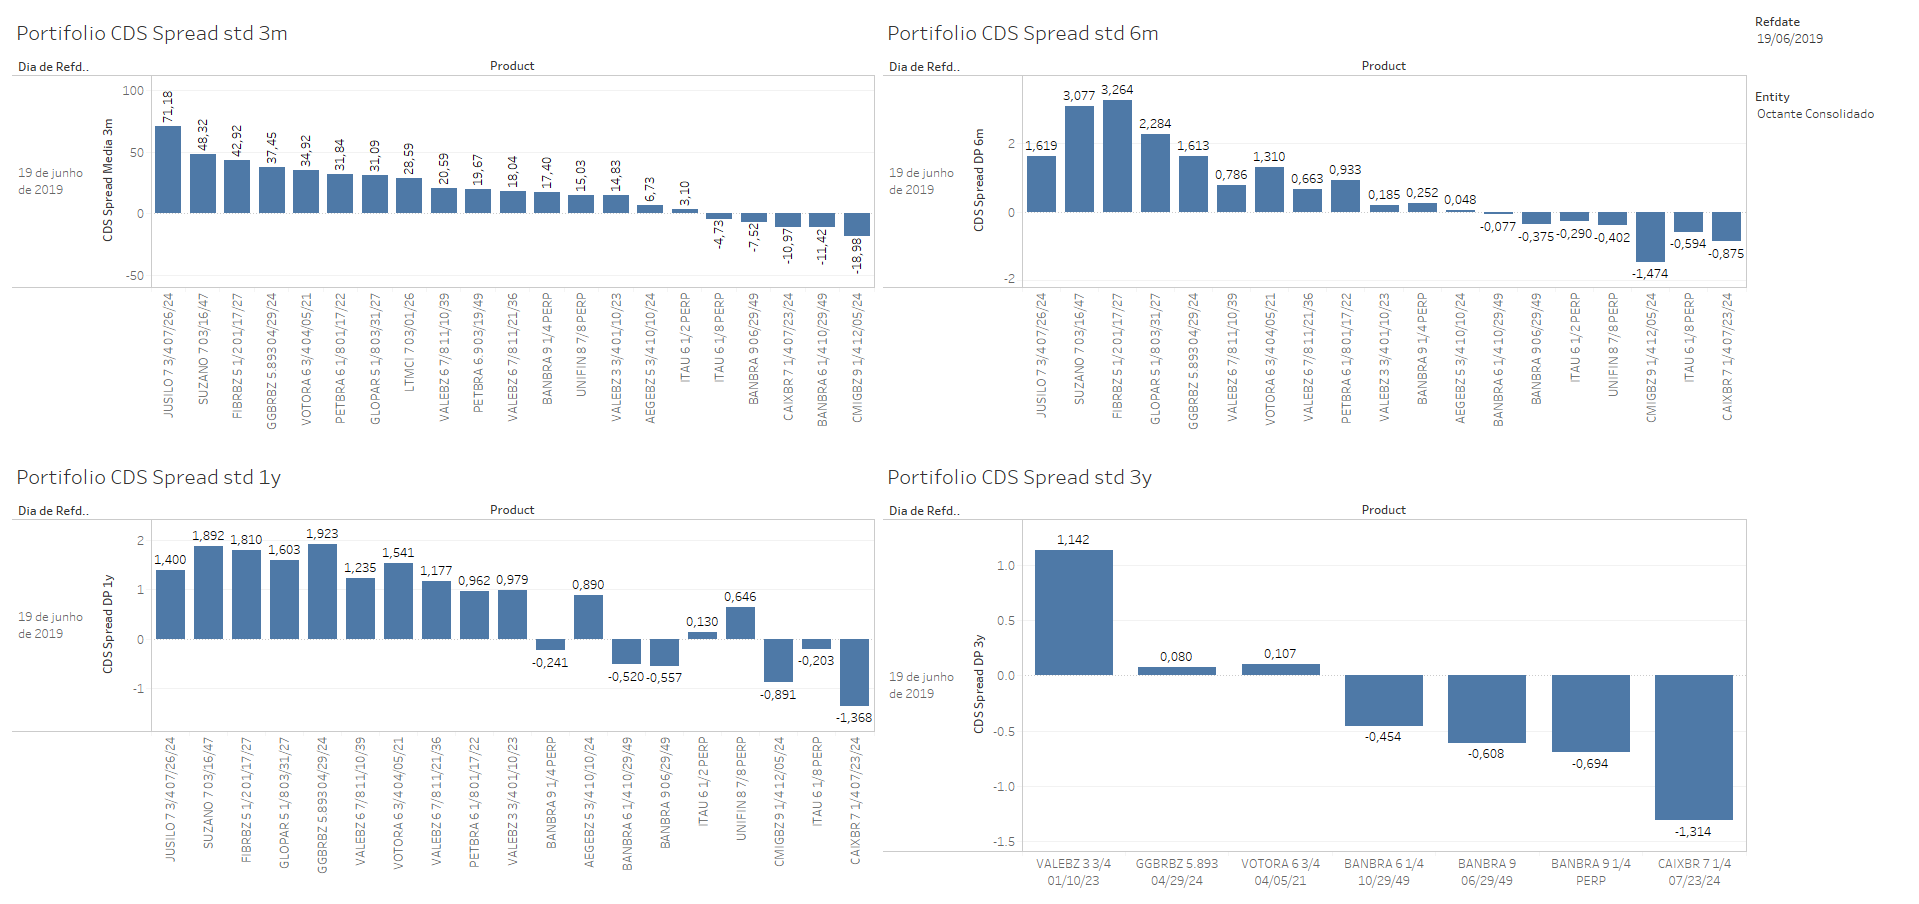 Portifolio CDS Spread std 3m
Dia de Refd..
Product
CDS Spread Media 3m
19 de junho
de 2019
100
50
0
-50
71,18
48,32
42,92
37,45
34,92
31,84
31,09
28,59
20,59
19,67
18,04
17,40
15,03
14,83
6,73
3,10
-4,73
-7,52
-10,97
-11,42
-18,98
JUSILO 7 3/4 07/26/24
SUZANO 7 03/16/47
FIBRBZ 5 1/2 01/17/27
GGBRBZ 5.893 04/29/24
VOTORA 6 3/4 04/05/21
PETBRA 6 1/8 01/17/22
GLOPAR 5 1/8 03/31/27
LTMCI 7 03/01/26
VALEBZ 6 7/8 11/10/39
PETBRA 6.9 03/19/49
VALEBZ 6 7/8 11/21/36
BANBRA 9 1/4 PERP
UNIFIN 8 7/8 PERP
VALEBZ 3 3/4 01/10/23
AEGEBZ 5 3/4 10/10/24
ITAU 6 1/2 PERP
ITAU 6 1/8 PERP
BANBRA 9 06/29/49
CAIXBR 7 1/4 07/23/24
BANBRA 6 1/4 10/29/49
CMIGBZ 9 1/4 12/05/24
Portifolio CDS Spread std 6m
Dia de Refd..
Product
CDS Spread DP 6m
19 de junho
de 2019
2
0
-2
1,619
3,077
3,264
2,284
1,613
0,786
1,310
0,663
0,933
0,185
0,252
0,048
-0,077
-0,375
-0,290
-0,402
-1,474
-0,594
-0,875
JUSILO 7 3/4 07/26/24
SUZANO 7 03/16/47
FIBRBZ 5 1/2 01/17/27
GLOPAR 5 1/8 03/31/27
GGBRBZ 5.893 04/29/24
VALEBZ 6 7/8 11/10/39
VOTORA 6 3/4 04/05/21
VALEBZ 6 7/8 11/21/36
PETBRA 6 1/8 01/17/22
VALEBZ 3 3/4 01/10/23
BANBRA 9 1/4 PERP
AEGEBZ 5 3/4 10/10/24
BANBRA 6 1/4 10/29/49
BANBRA 9 06/29/49
ITAU 6 1/2 PERP
UNIFIN 8 7/8 PERP
CMIGBZ 9 1/4 12/05/24
ITAU 6 1/8 PERP
CAIXBR 7 1/4 07/23/24
Refdate
19/06/2019
Entity
Octante Consolidado
Portifolio CDS Spread std 1y
Dia de Refd..
Product
CDS Spread DP 1y
19 de junho
de 2019
2
1
0
-1
1,400
1,892
1,810
1,603
1,923
1,235
1,541
1,177
0,962
0,979
-0,241
0,890
-0,520
-0,557
0,130
0,646
-0,891
-0,203
-1,368
JUSILO 7 3/4 07/26/24
SUZANO 7 03/16/47
FIBRBZ 5 1/2 01/17/27
GLOPAR 5 1/8 03/31/27
GGBRBZ 5.893 04/29/24
VALEBZ 6 7/8 11/10/39
VOTORA 6 3/4 04/05/21
VALEBZ 6 7/8 11/21/36
PETBRA 6 1/8 01/17/22
VALEBZ 3 3/4 01/10/23
BANBRA 9 1/4 PERP
AEGEBZ 5 3/4 10/10/24
BANBRA 6 1/4 10/29/49
BANBRA 9 06/29/49
ITAU 6 1/2 PERP
UNIFIN 8 7/8 PERP
CMIGBZ 9 1/4 12/05/24
ITAU 6 1/8 PERP
CAIXBR 7 1/4 07/23/24
Portifolio CDS Spread std 3y
Dia de Refd..
Product
CDS Spread DP 3y
19 de junho
de 2019
1.0
0.5
0.0
-0.5
-1.0
-1.5
1,142
0,080
0,107
-0,454
-0,608
-0,694
-1,314
VALEBZ 3 3/4
01/10/23
GGBRBZ 5.893
04/29/24
VOTORA 6 3/4
04/05/21
BANBRA 6 1/4
10/29/49
BANBRA 9
06/29/49
BANBRA 9 1/4
PERP
CAIXBR 7 1/4
07/23/24